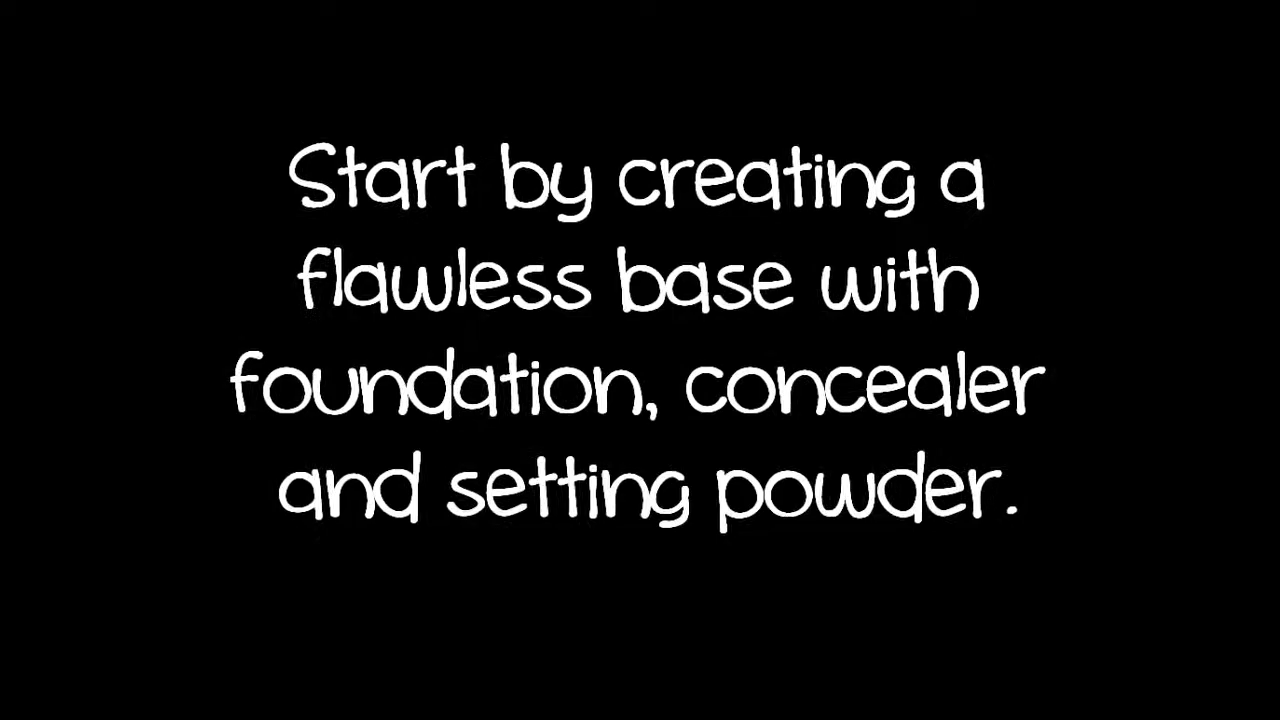 Start by creating a
flawless base with
foundation, concealer
and setting powder.